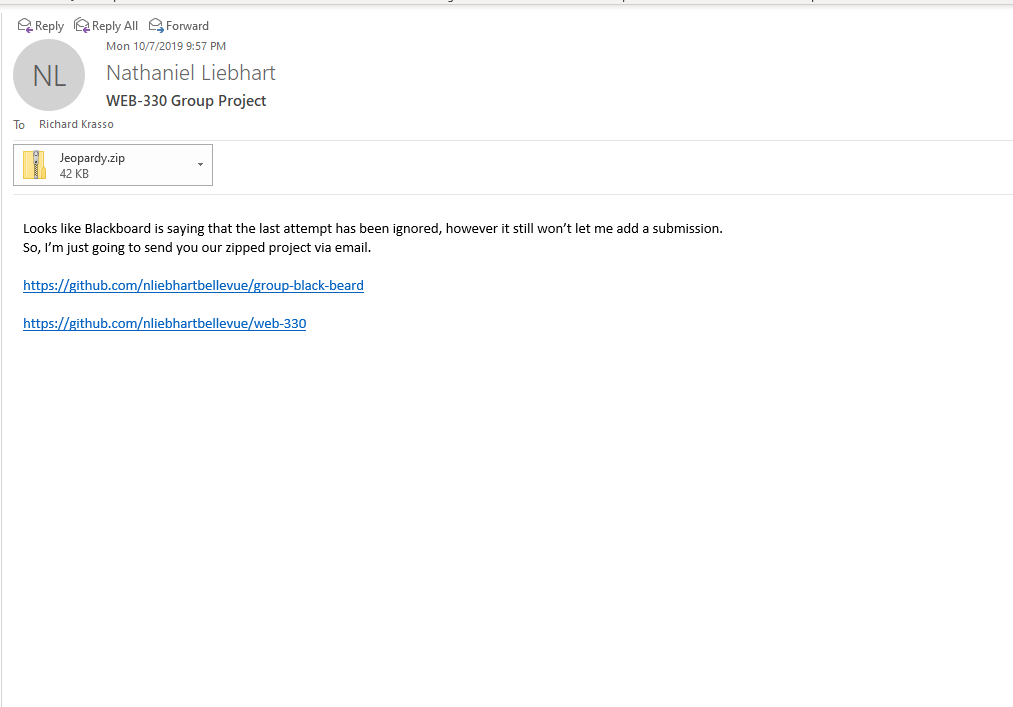 Reply Reply All Forward
Mon 10/7/2019 9:57 PM
NL
Nathaniel Liebhart
WEB-330 Group Project
To Richard Krasso
Jeopardy.zip
42 KB
Looks like Blackboard is saying that the last attempt has been ignored, however it still won’t let me add a submission.
So, I’m just going to send you our zipped project via email.
https://github.com/nliebhartbellevue/group-black-beard
https://github.com/nliebhartbellevue/web-330